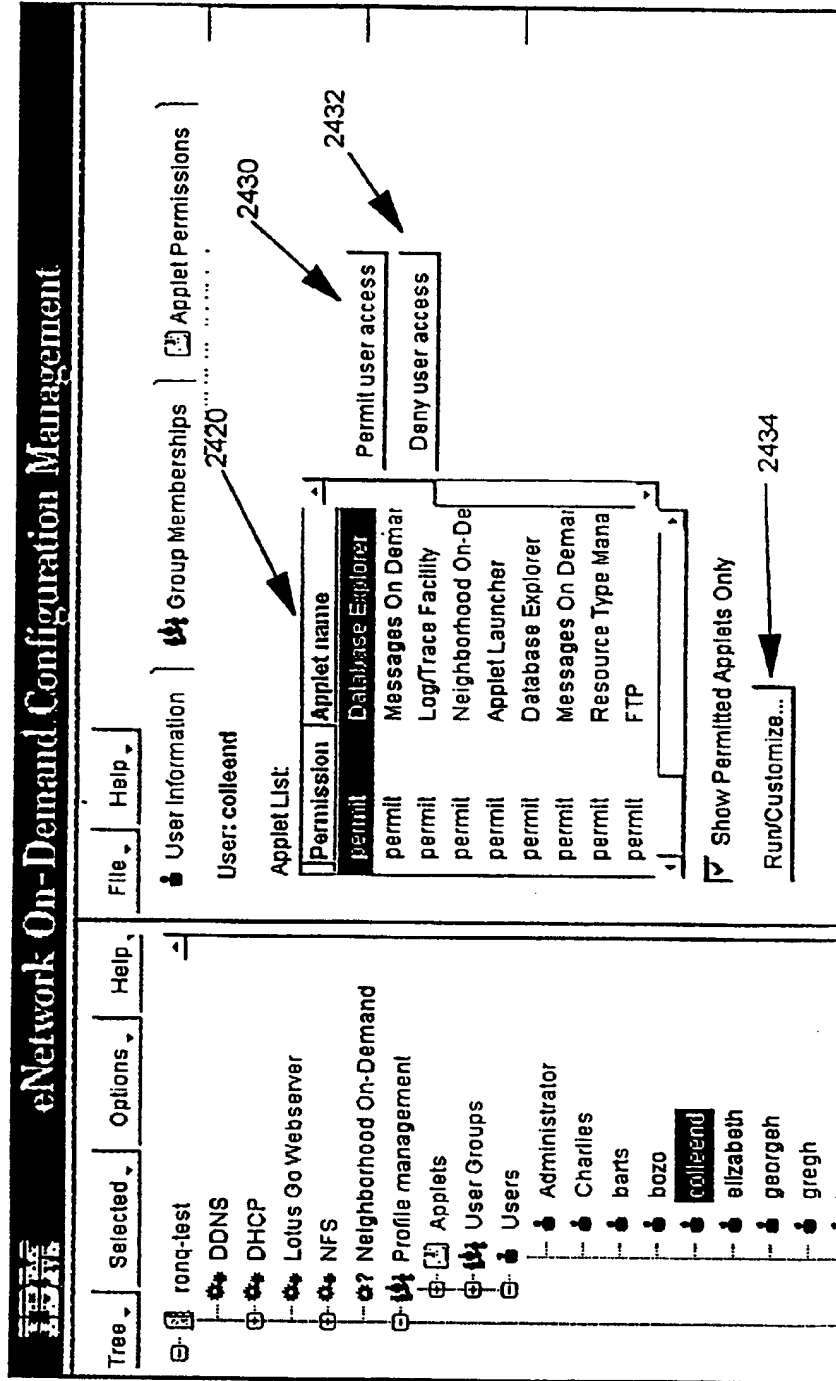 IBM eNetwork On-Demand Configuration Management
Tree Selected Options Help
ronq-test
DDNS
DHCP
Lotus Go Webserver
NFS
Neighborhood On-Demand
Profile management
Applets
User Groups
Users
Administrator
Charlies
barts
bozo
colleend
elizabeth
georgeh
gregh
File Help
User Information Group Memberships Applet Permissions
User: colleend
Applet List:
Permission Applet name
permit Database Explorer
permit Messages On Demar
permit Log/Trace Facility
permit Neighborhood On-De
permit Applet Launcher
permit Database Explorer
permit Messages On Demar
permit Resource Type Mana
permit FTP
Show Permitted Applets Only
Run/Customize...
Permit user access
Deny user access
2420
2430
2432
2434